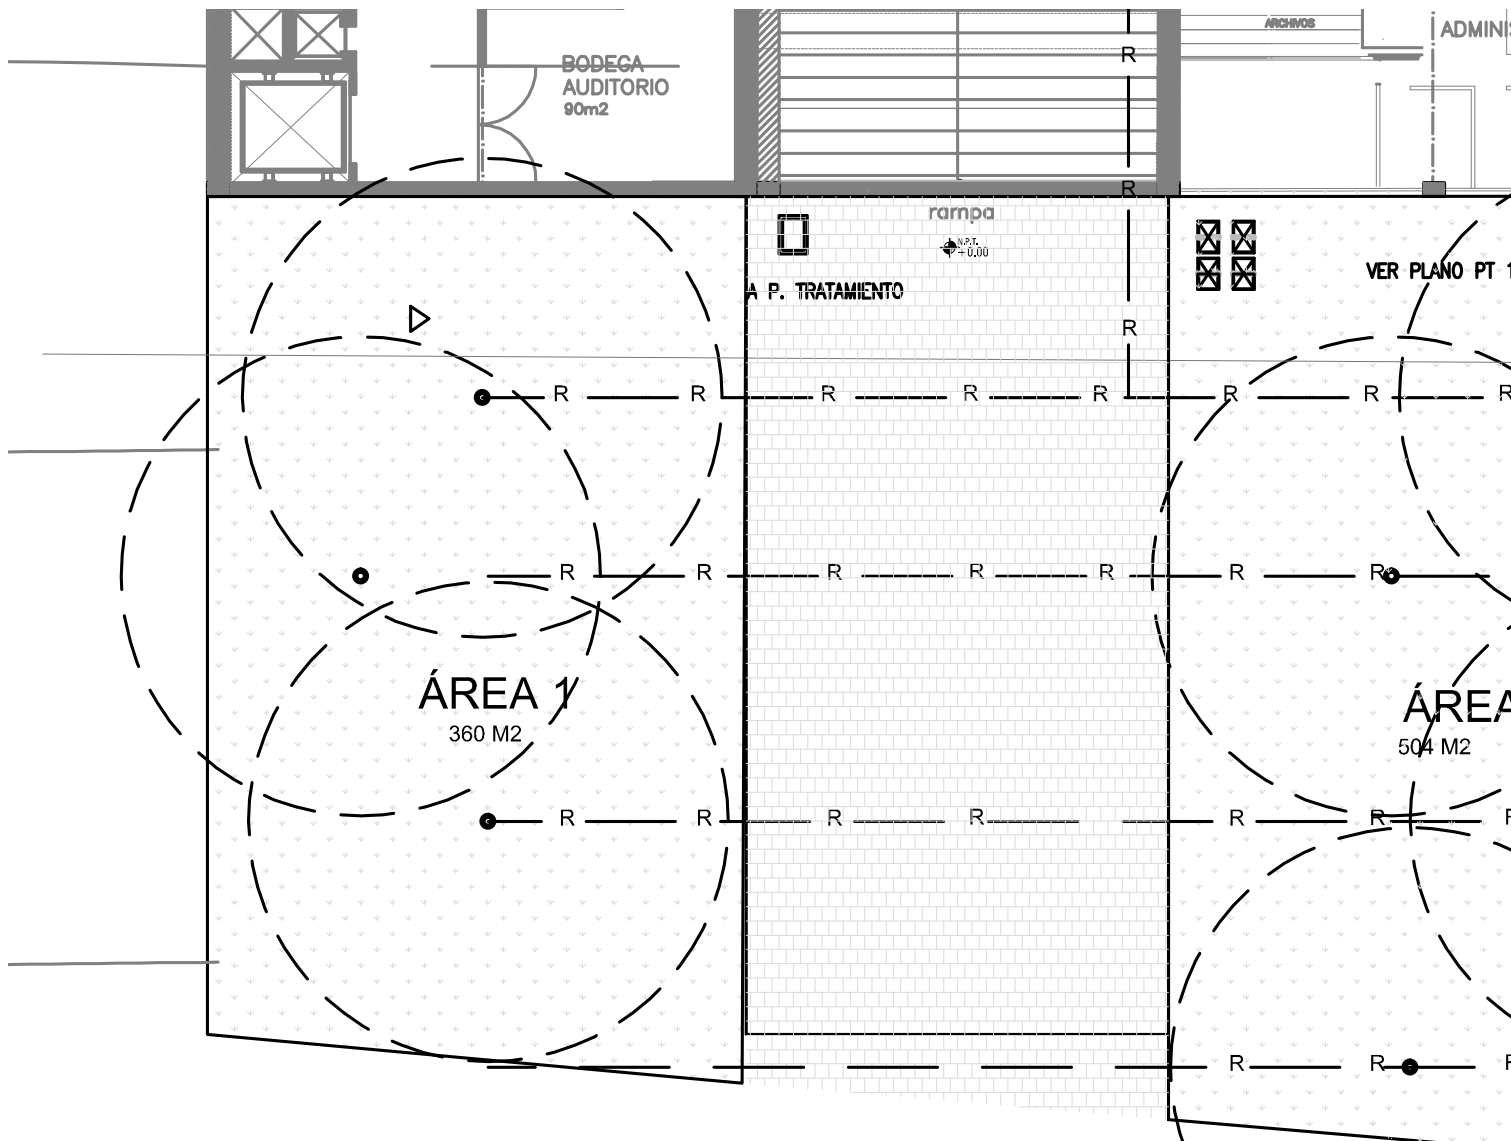 ARCHIVOS
ADMINIS
BODEGA
AUDITORIO
90m2
R
R
rampa
N.P.T.
+0.00
VER PLANO PT 1
A P. TRATAMIENTO
R
R R R R R R R R
R R R R R R R
ÁREA 1
360 M2
ÁREA
504 M2
R R R R R R R
R R R